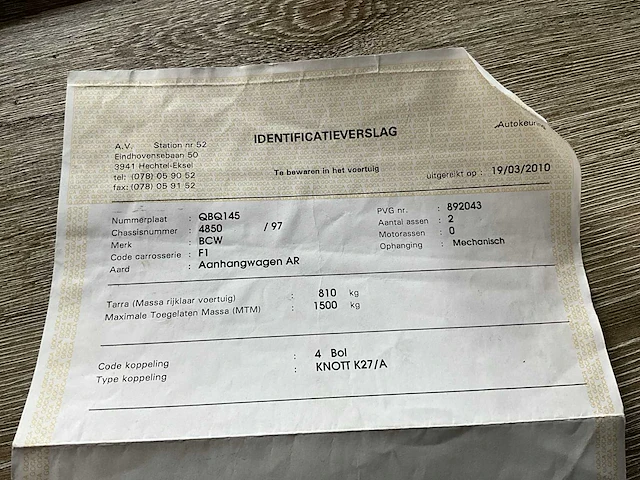 IDENTIFICATIEVERSLAG
A.V. Station nr 52
Eindhovensebaan 50
3941 Hechtel-Eksel
tel: (078) 05 90 52
fax: (078) 05 91 52
Te bewaren in het voertuig
uitgereikt op : 19/03/2010
Nummerplaat : QBQ145
Chassisnummer : 4850 / 97
Merk : BCW
Code carrosserie : F1
Aard : Aanhangwagen AR
PVG nr. : 892043
Aantal assen : 2
Motorassen : 0
Ophanging : Mechanisch
Tarra (Massa rijklaar voertuig) : 810 kg
Maximale Toegelaten Massa (MTM) : 1500 kg
Code koppeling : 4 Bol
Type koppeling : KNOTT K27/A